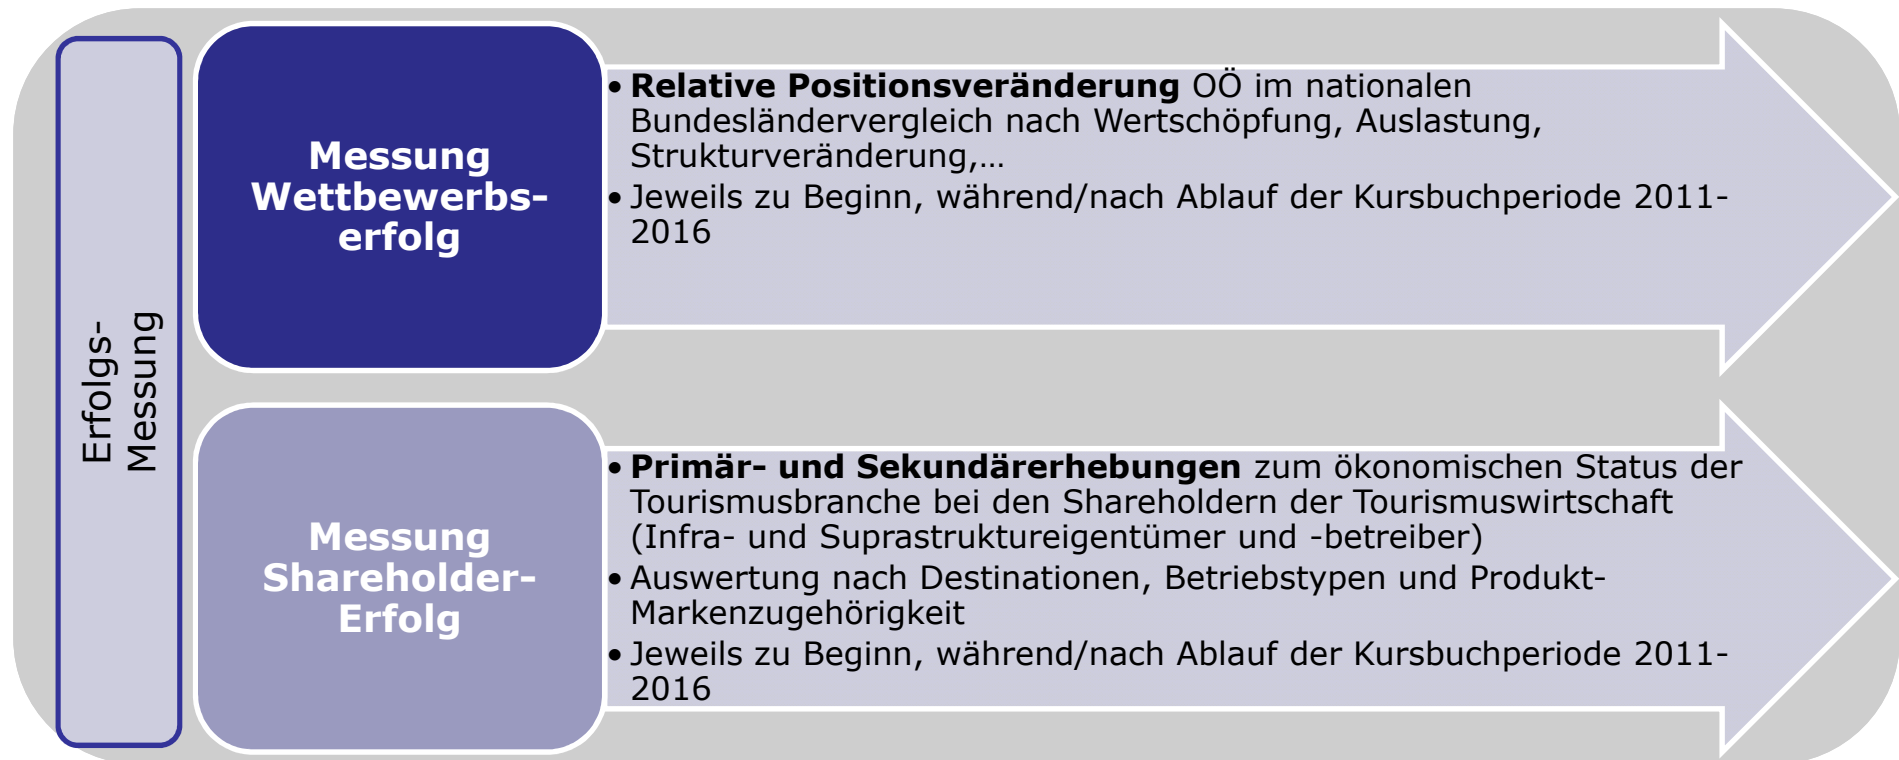 Erfolgs-
Messung
Messung
Wettbewerbs-
erfolg
• Relative Positionsveränderung OÖ im nationalen
Bundesländervergleich nach Wertschöpfung, Auslastung,
Strukturveränderung,…
• Jeweils zu Beginn, während/nach Ablauf der Kursbuchperiode 2011-
2016
Messung
Shareholder-
Erfolg
• Primär- und Sekundärerhebungen zum ökonomischen Status der
Tourismusbranche bei den Shareholdern der Tourismuswirtschaft
(Infra- und Suprastruktureigentümer und -betreiber)
• Auswertung nach Destinationen, Betriebstypen und Produkt-
Markenzugehörigkeit
• Jeweils zu Beginn, während/nach Ablauf der Kursbuchperiode 2011-
2016